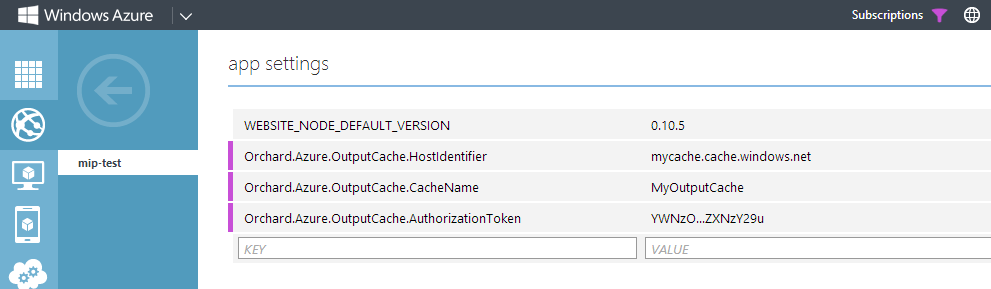 Windows Azure
Subscriptions
app settings
WEBSITE_NODE_DEFAULT_VERSION 0.10.5
Orchard.Azure.OutputCache.HostIdentifier mycache.cache.windows.net
mip-test
Orchard.Azure.OutputCache.CacheName MyOutputCache
Orchard.Azure.OutputCache.AuthorizationToken YWNzO...ZXNzY29u
KEY VALUE